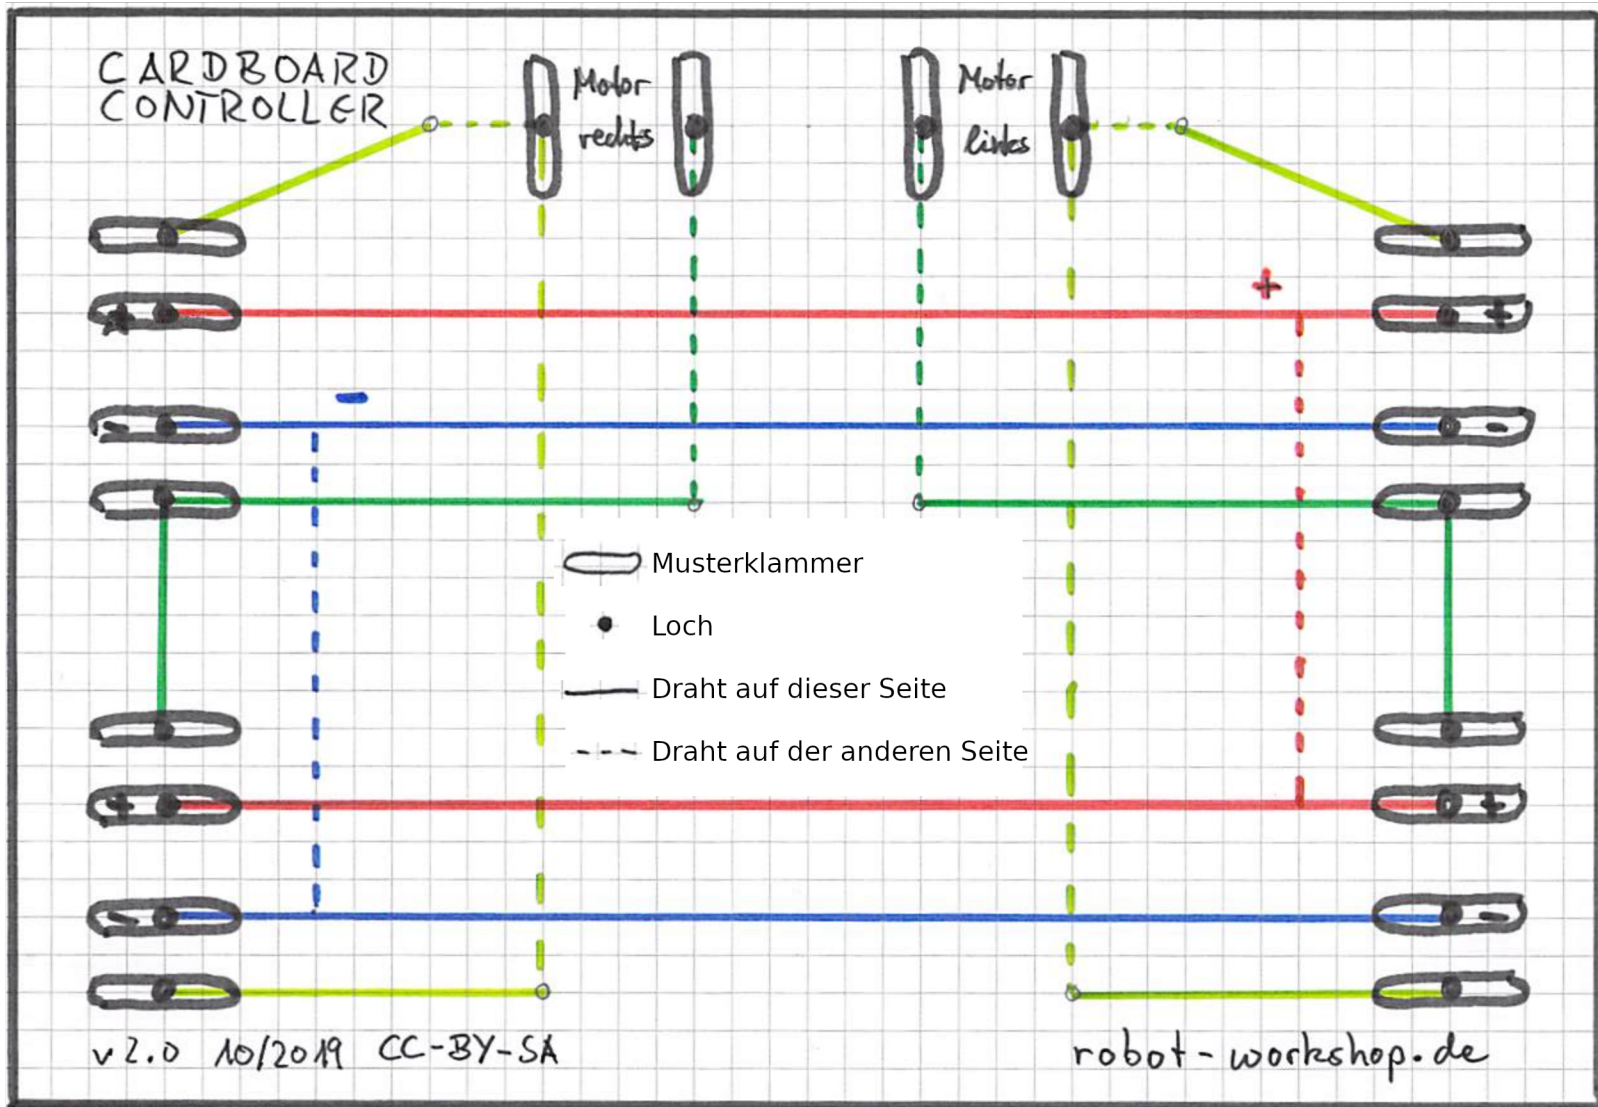 CARDBOARD
CONTROLLER
Motor
rechts
Motor
links
+
+
+
-
-
-
Musterklammer
Loch
Draht auf dieser Seite
Draht auf der anderen Seite
+
+
-
-
v2.0 10/2019 CC-BY-SA
robot-workshop.de